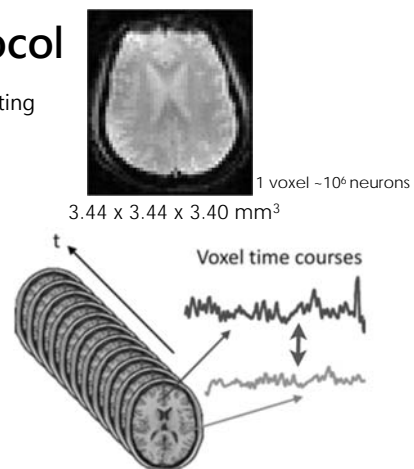 ocol
ting
1 voxel ~10⁶ neurons
3.44 x 3.44 x 3.40 mm³
t
Voxel time courses